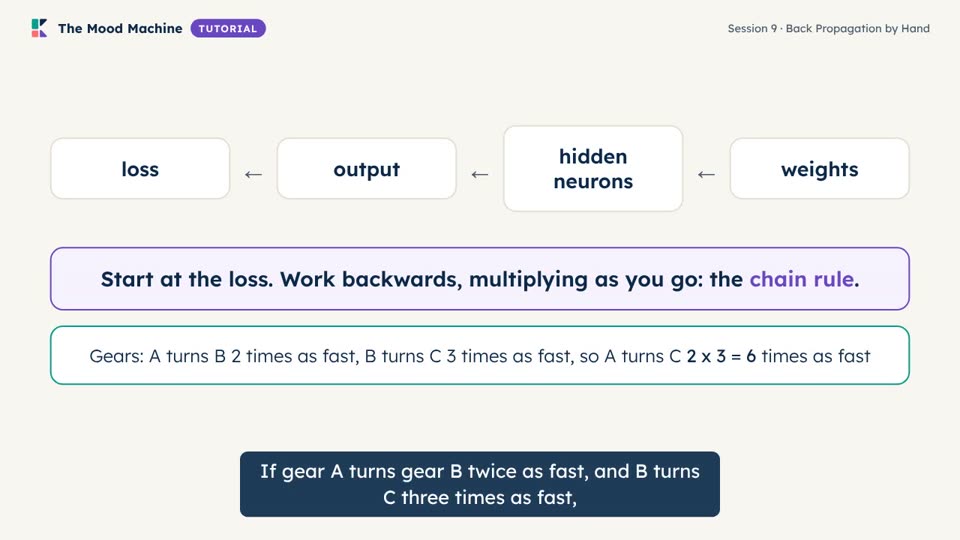 The Mood Machine TUTORIAL
Session 9 · Back Propagation by Hand
loss ← output ← hidden neurons ← weights
Start at the loss. Work backwards, multiplying as you go: the chain rule.
Gears: A turns B 2 times as fast, B turns C 3 times as fast, so A turns C 2 x 3 = 6 times as fast
If gear A turns gear B twice as fast, and B turns
C three times as fast,